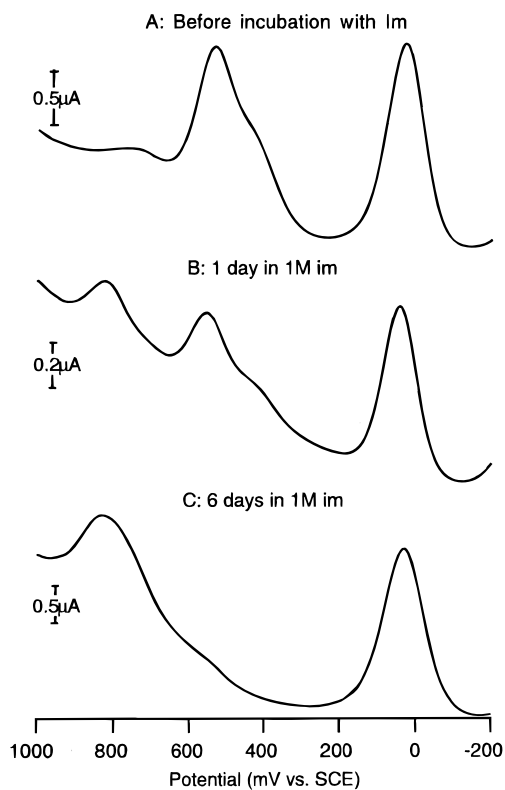 A: Before incubation with Im
0.5µA
B: 1 day in 1M im
0.2µA
C: 6 days in 1M im
0.5µA
1000 800 600 400 200 0 -200
Potential (mV vs. SCE)